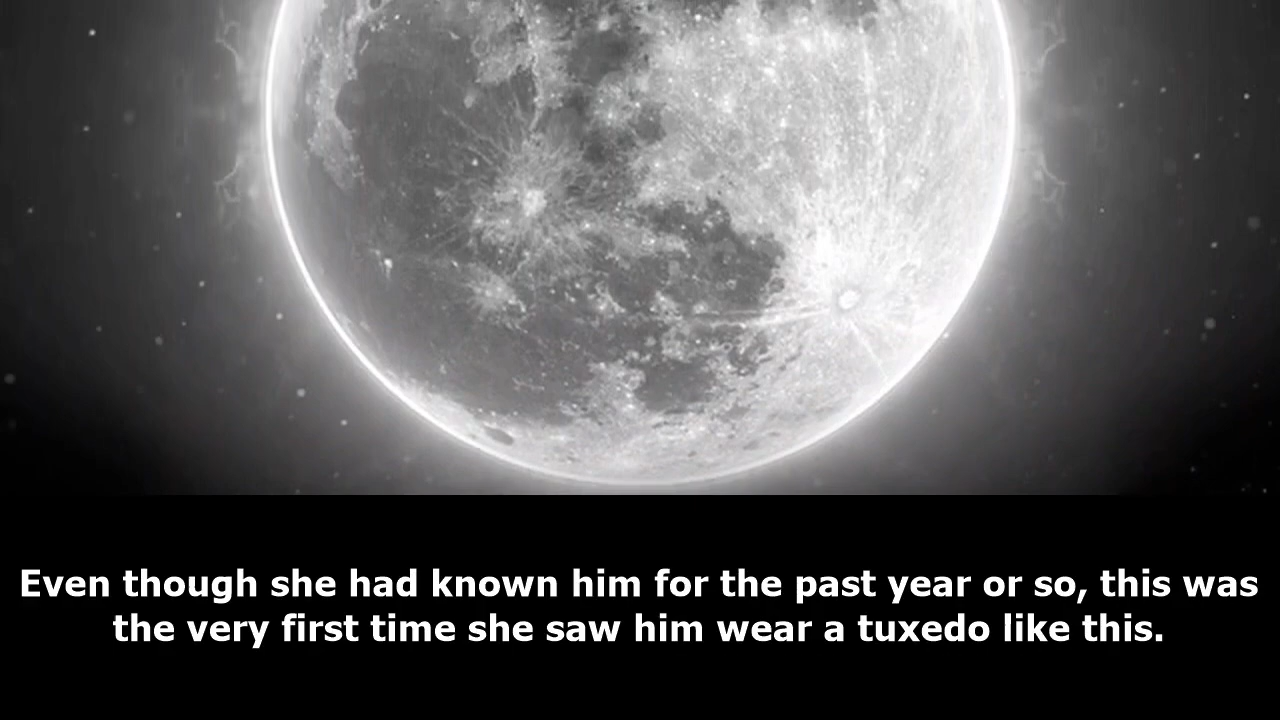 Even though she had known him for the past year or so, this was
the very first time she saw him wear a tuxedo like this.